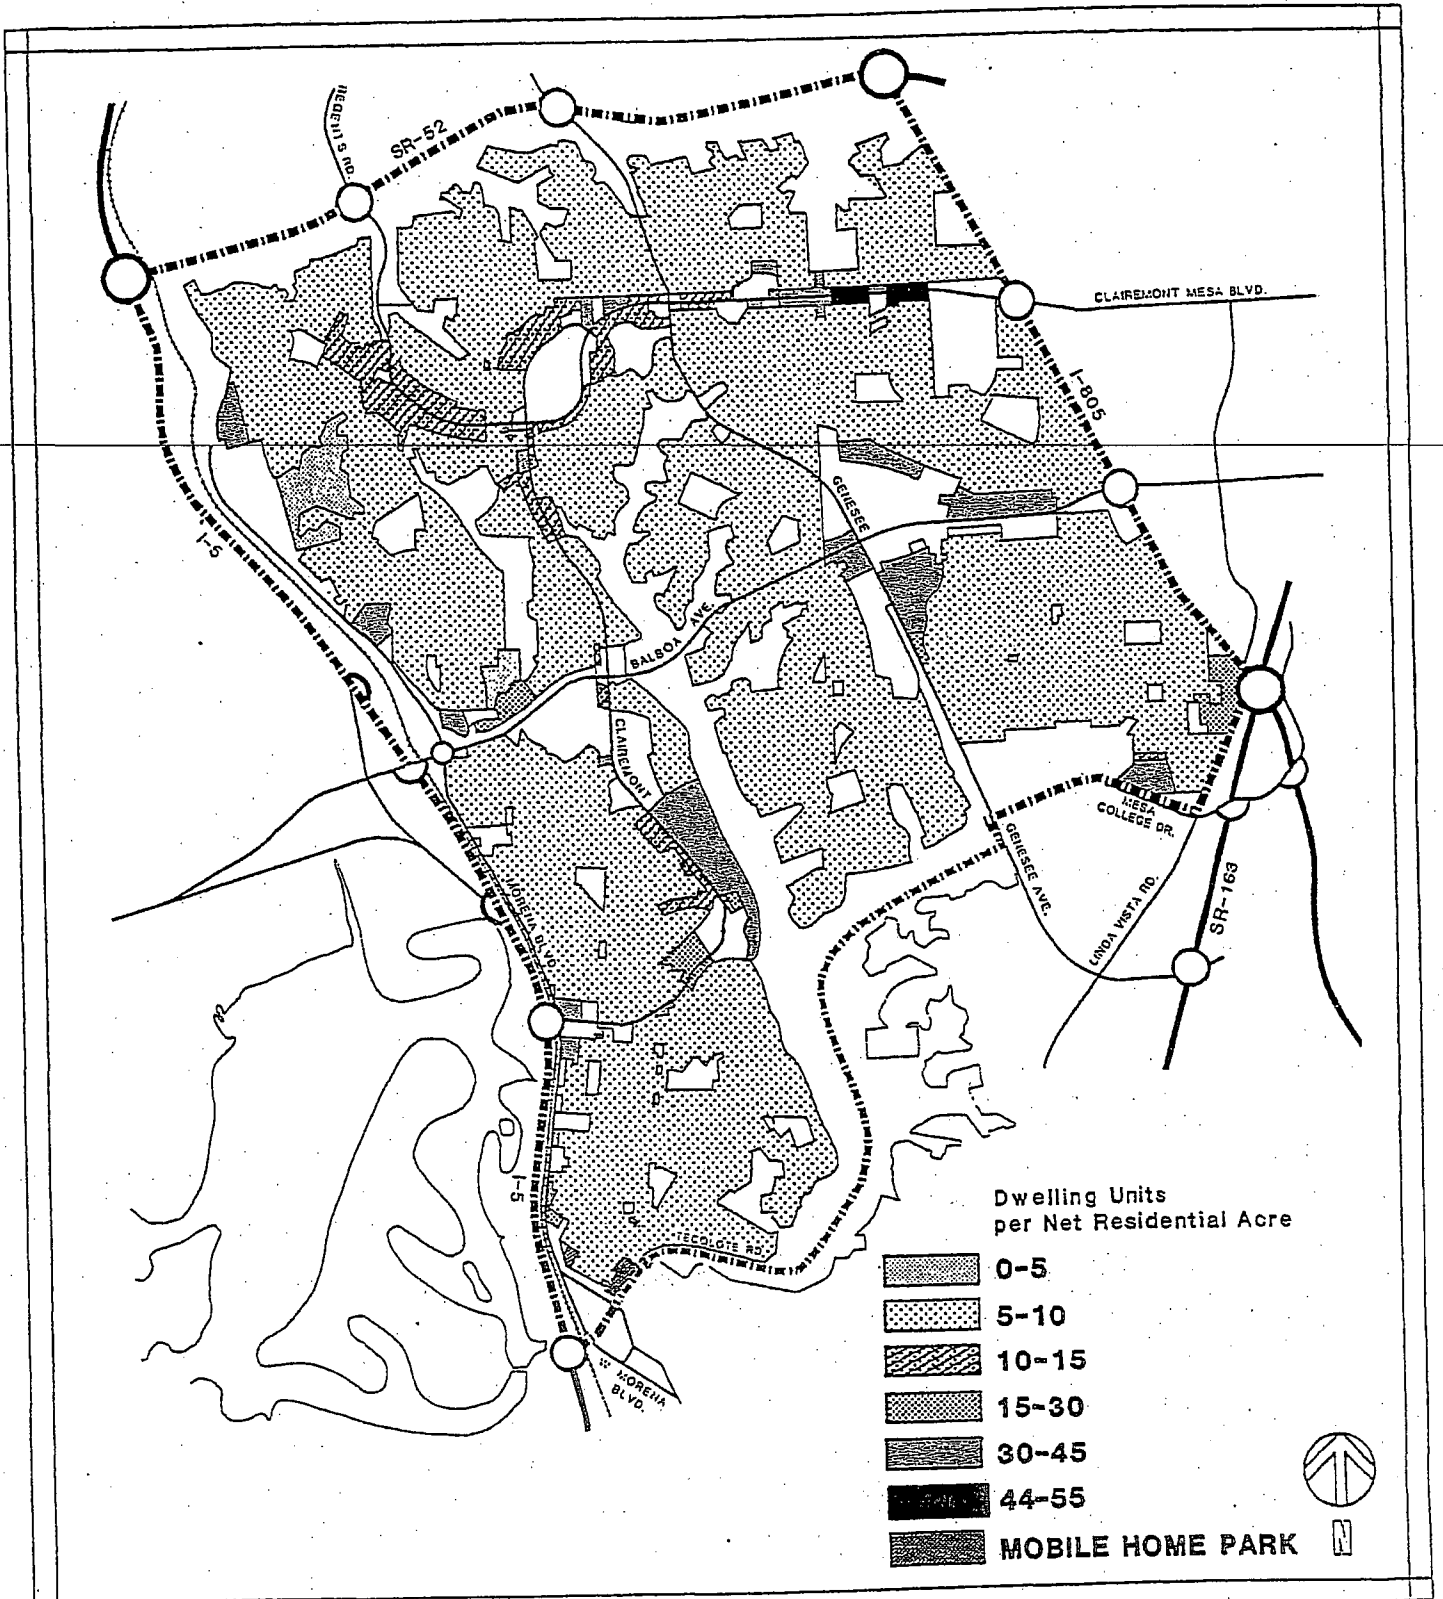 REGENTS RD.
SR-52
CLAIREMONT MESA BLVD.
I-805
GENESEE
I-5
BALBOA AVE.
CLAIREMONT
MESA
COLLEGE DR.
GENESEE AVE.
MORENA BLVD.
LINDA VISTA RD.
SR-163
I-5
TECOLOTE RD.
MORENA
BLVD.
Dwelling Units
per Net Residential Acre
0-5
5-10
10-15
15-30
30-45
44-55
MOBILE HOME PARK
N